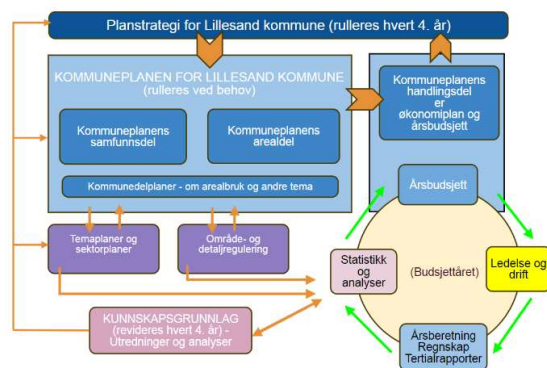 Planstrategi for Lillesand kommune (rulleres hvert 4. år)
KOMMUNEPLANEN FOR LILLESAND KOMMUNE
(rulleres ved behov)
Kommuneplanens
samfunnsdel
Kommuneplanens
arealdel
Kommunedelplaner - om arealbruk og andre tema
Kommuneplanens
handlingsdel
er
økonomiplan og
årsbudsjett
Temaplaner og
sektorplaner
Område- og
detaljregulering
KUNNSKAPSGRUNNLAG
(revideres hvert 4. år) -
Utredninger og analyser
Årsbudsjett
Statistikk
og
analyser
(Budsjettåret)
Ledelse og
drift
Årsberetning
Regnskap
Tertialrapporter